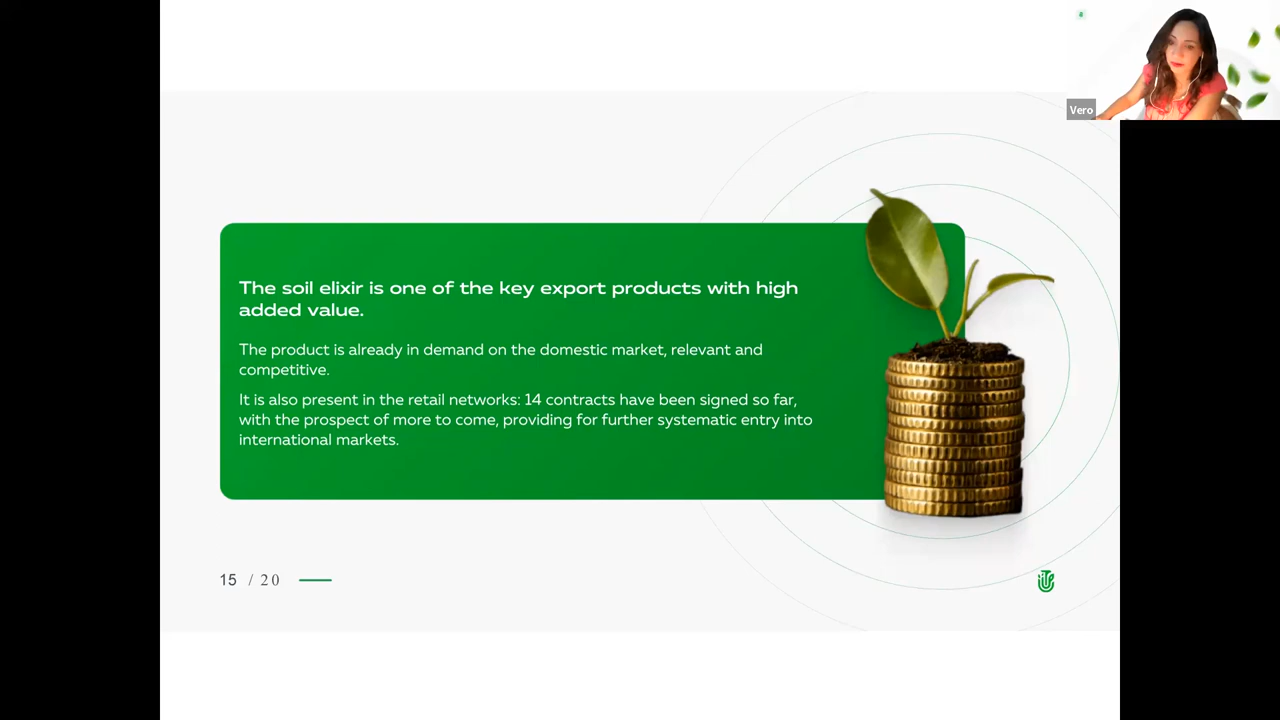 Vero
The soil elixir is one of the key export products with high
added value.
The product is already in demand on the domestic market, relevant and
competitive.
It is also present in the retail networks: 14 contracts have been signed so far,
with the prospect of more to come, providing for further systematic entry into
international markets.
15 / 20